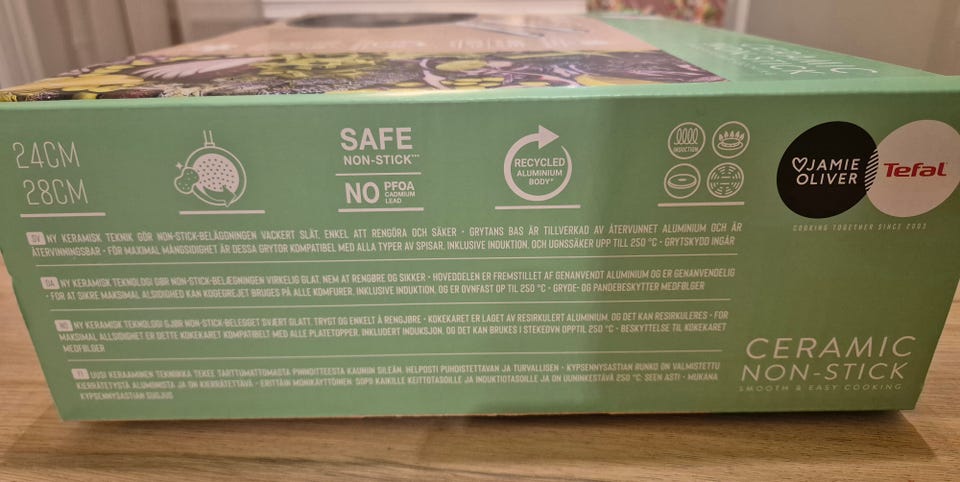 CERAMIC
NON-STICK
24CM
28CM
SAFE
NON-STICK***
NO PFOA
CADMIUM
LEAD
RECYCLED
ALUMINIUM
BODY*
INDUCTION
JAMIE
OLIVER
Tefal
COOKING TOGETHER SINCE 2003
SV NY KERAMISK TEKNIK GÖR NON-STICK-BELÄGGNINGEN VACKERT SLÄT. ENKEL ATT RENGÖRA OCH SÄKER · GRYTANS BAS ÄR TILLVERKAD AV ÅTERVUNNET ALUMINIUM OCH ÄR
ÅTERVINNINGSBAR · FÖR MAXIMAL MÅNGSIDIGHET ÄR DESSA GRYTOR KOMPATIBEL MED ALLA TYPER AV SPISAR. INKLUSIVE INDUKTION. OCH UGNSSÄKER UPP TILL 250 °C · GRYTSKYDD INGÅR
DA NY KERAMISK TEKNOLOGI GØR NON-STICK-BELÆGNINGEN VIRKELIG GLAT. NEM AT RENGØRE OG SIKKER · HOVEDDELEN ER FREMSTILLET AF GENANVENDT ALUMINIUM OG ER GENANVENDELIG
· FOR AT SIKRE MAKSIMAL ALSIDIGHED KAN KOGEGREJET BRUGES PÅ ALLE KOMFURER. INKLUSIVE INDUKTION. OG ER OVNFAST OP TIL 250 °C · GRYDE- OG PANDEBESKYTTER MEDFØLGER
NO NY KERAMISK TEKNOLOGI GJØR NON-STICK-BELEGGET SVÆRT GLATT. TRYGT OG ENKELT Å RENGJØRE · KOKEKARET ER LAGET AV RESIRKULERT ALUMINIUM. OG DET KAN RESIRKULERES · FOR
MAKSIMAL ALLSIDIGHET ER DETTE KOKEKARET KOMPATIBELT MED ALLE PLATETOPPER. INKLUDERT INDUKSJON. OG DET KAN BRUKES I STEKEOVN OPPTIL 250 °C · BESKYTTELSE TIL KOKEKARET
MEDFØLGER
FI UUSI KERAAMINEN TEKNIIKKA TEKEE TARTTUMATTOMASTA PINNOITTEESTA KAUNIIN SILEÄN. HELPOSTI PUHDISTETTAVAN JA TURVALLISEN · KYPSENNYSASTIAN RUNKO ON VALMISTETTU
KIERRÄTETYSTÄ ALUMIINISTA JA ON KIERRÄTETTÄVÄ · ERITTÄIN MONIKÄYTTÖINEN. SOPII KAIKILLE KEITTOTASOILLE JA INDUKTIOTASOILLE JA ON UUNINKESTÄVÄ 250 °C: SEEN ASTI · MUKANA
KYPSENNYSASTIAN SUOJUS
CERAMIC
NON-STICK
SMOOTH & EASY COOKING